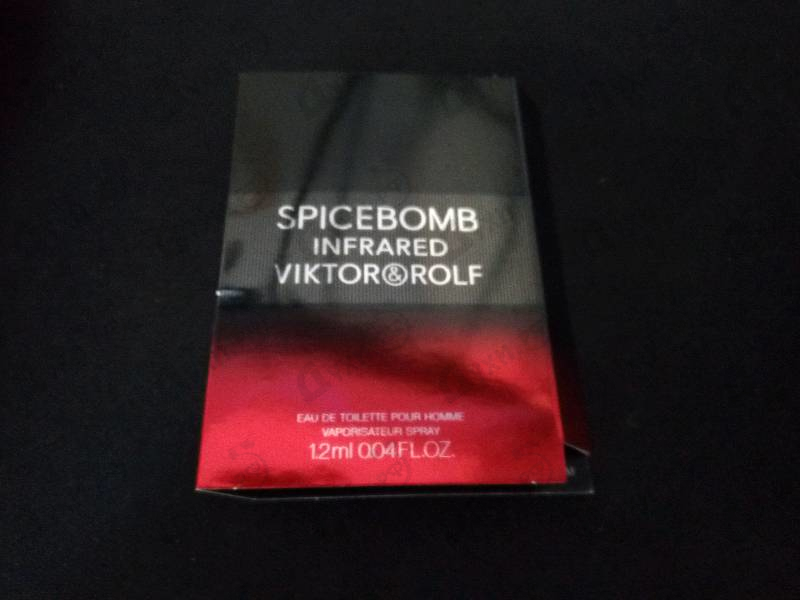 SPICEBOMB
INFRARED
VIKTOR&ROLF
EAU DE TOILETTE POUR HOMME
VAPORISATEUR SPRAY
1.2ml 0.04FL.OZ.